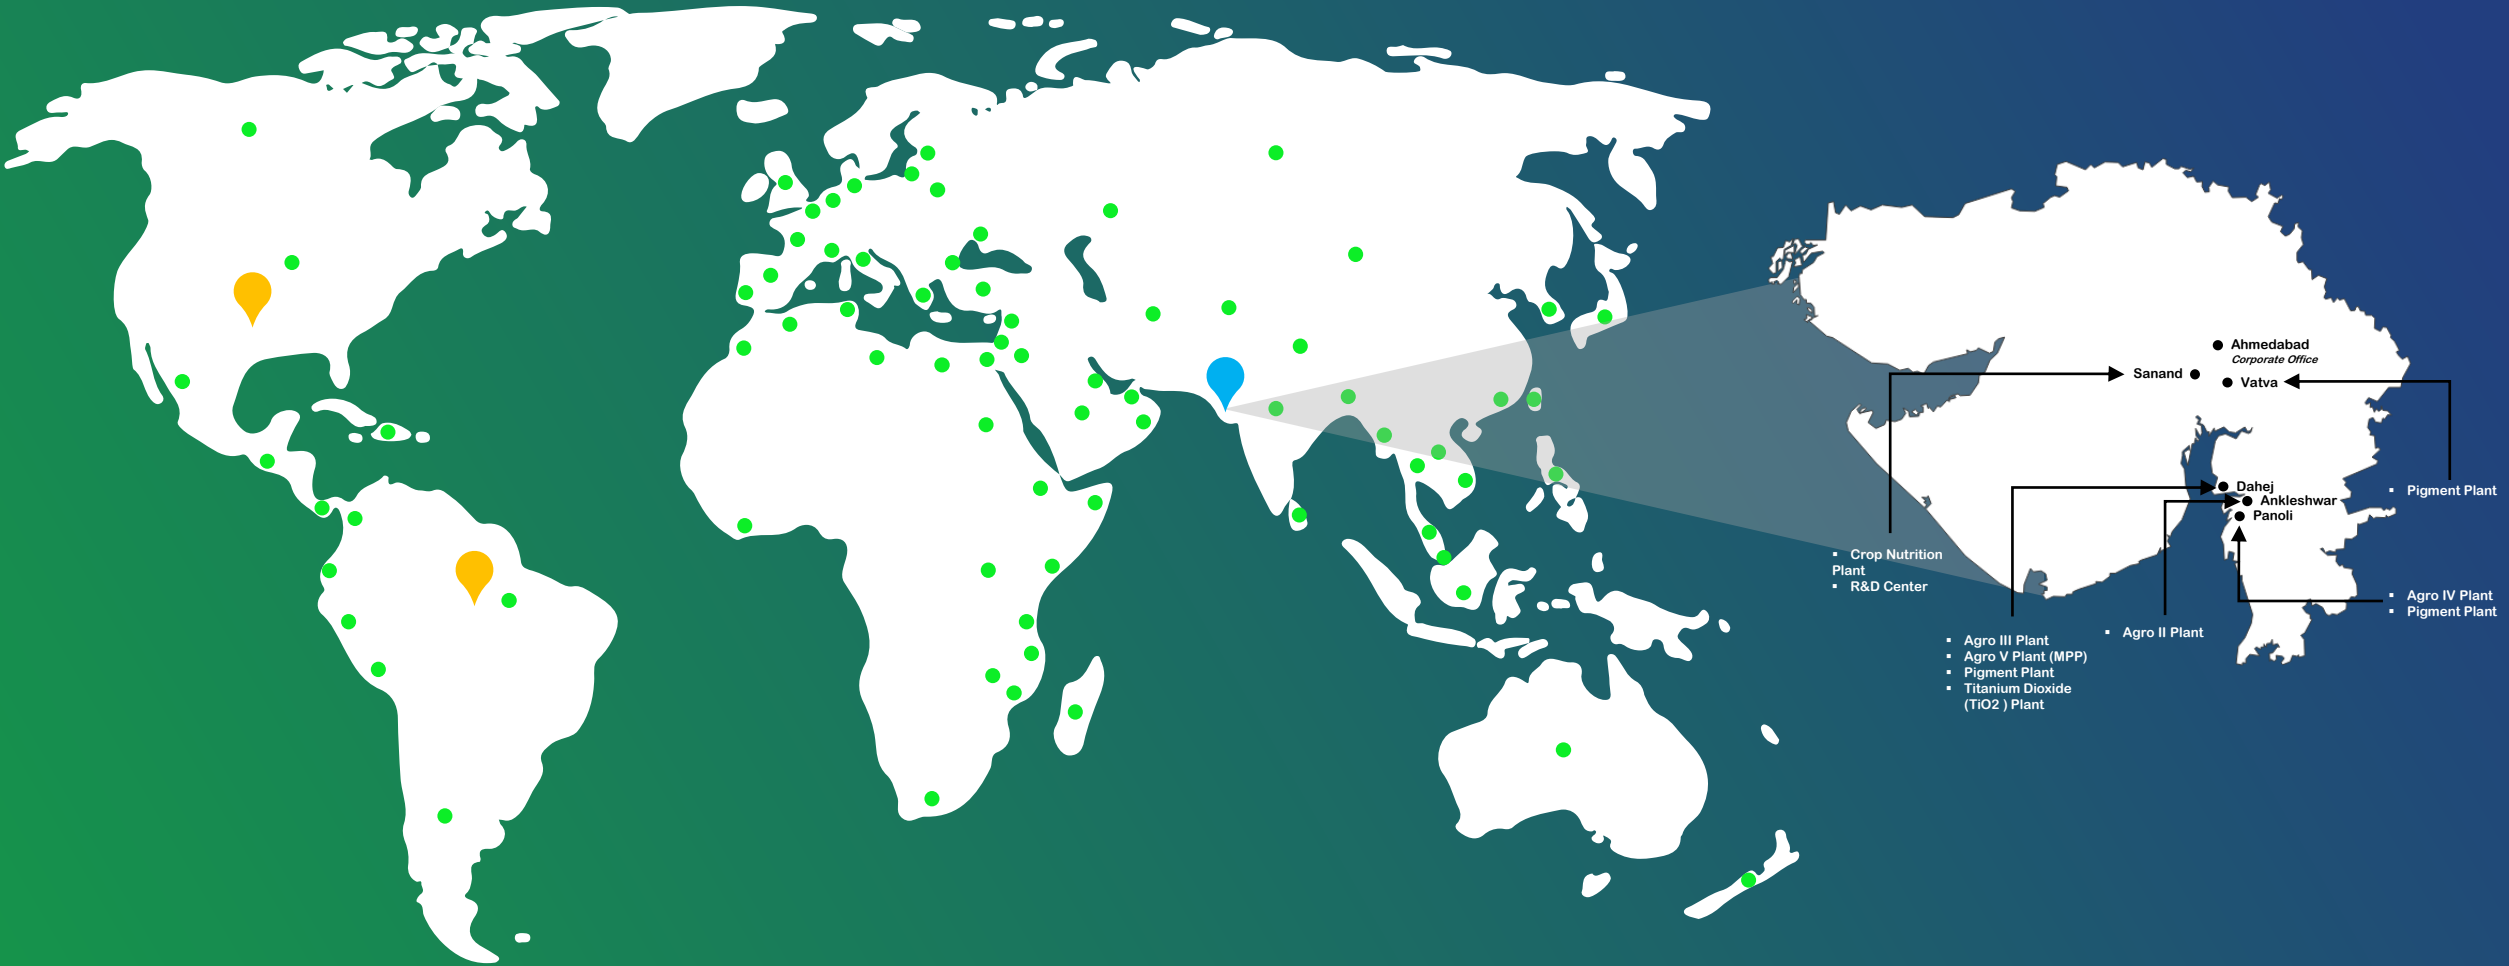 Ahmedabad
Corporate Office
Sanand
Vatva
Dahej
Ankleshwar
Panoli
▪ Pigment Plant
▪ Crop Nutrition
Plant
▪ R&D Center
▪ Agro IV Plant
▪ Pigment Plant
▪ Agro II Plant
▪ Agro III Plant
▪ Agro V Plant (MPP)
▪ Pigment Plant
▪ Titanium Dioxide
(TiO2 ) Plant